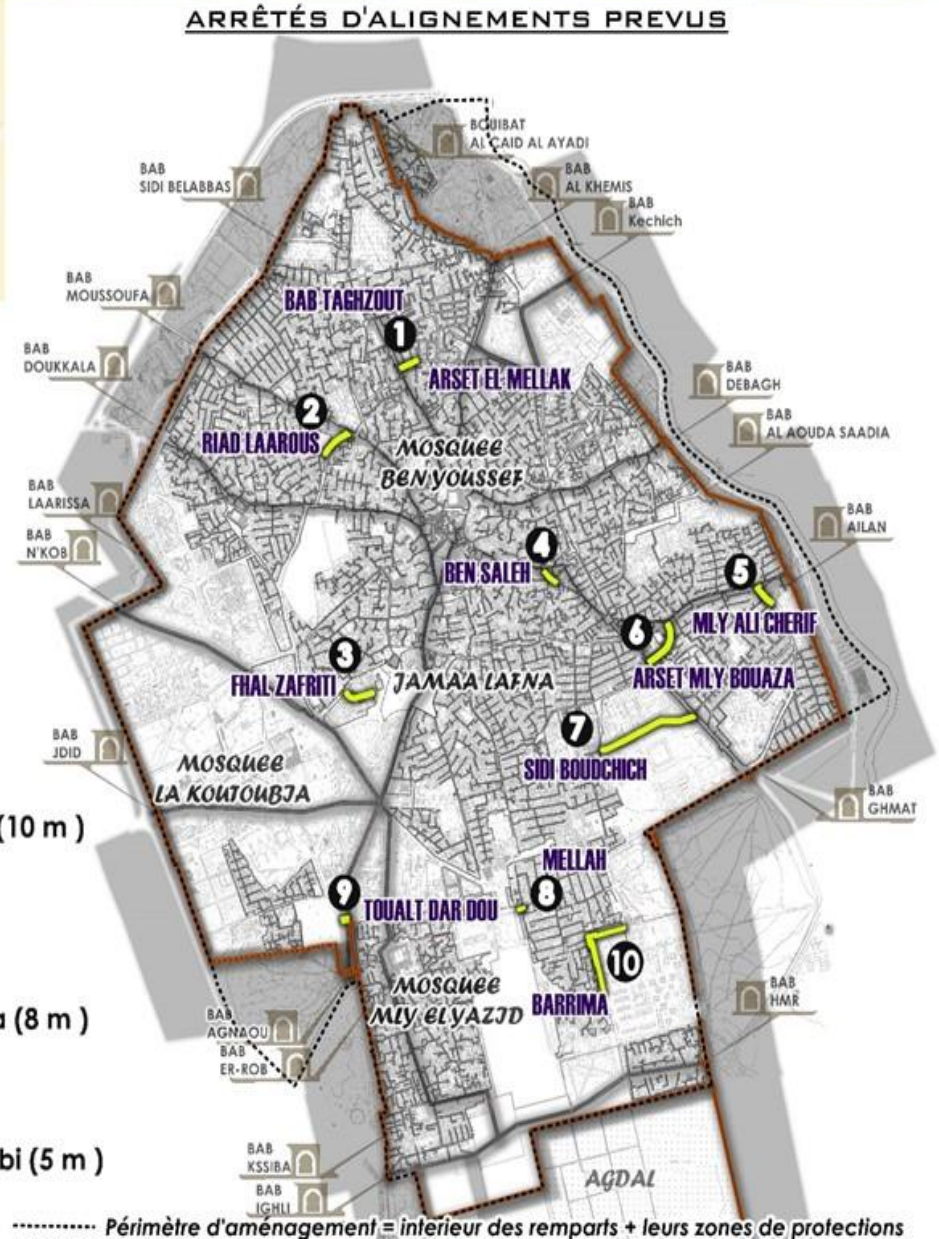 ARRÊTÉS D'ALIGNEMENTS PREVUS
BOUIBAT
AL CAID AL AYADI
BAB
SIDI BELABBAS
BAB
AL KHEMIS
BAB
Kechich
BAB
MOUSSOUFA
BAB TAGHZOUT
1
BAB
DOUKKALA
ARSET EL MELLAK
BAB
DEBAGH
2
RIAD LAAROUS
MOSQUEE
BEN YOUSSEF
BAB
AL AOUDA SAADIA
BAB
LAARISSA
BAB
AILAN
BAB
N'KOB
4
BEN SALEH
5
MLY ALI CHERIF
6
ARSET MLY BOUAZA
3
FHAL ZAFRITI
JAMAA LAFNA
7
SIDI BOUDCHICH
BAB
JDID
MOSQUEE
LA KOUTOUBIA
BAB
GHMAT
(10 m )
MELLAH
8
9
TOUALT DAR DOU
10
BARRIMA
MOSQUEE
MLY ELYAZID
BAB
HMR
a (8 m )
BAB
AGNAOU
BAB
ER-ROB
bi (5 m )
BAB
KSSIBA
BAB
IGHLI
AGDAL
Périmètre d'aménagement = interieur des remparts + leurs zones de protections